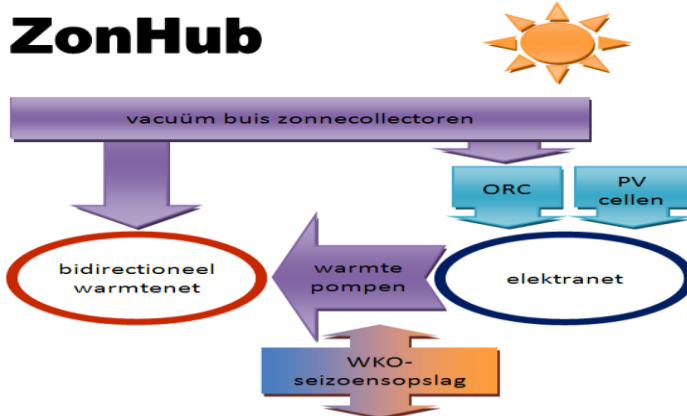 ZonHub
vacuüm buis zonnecollectoren
ORC
PV
cellen
bidirectioneel
warmtenet
warmte
pompen
elektranet
WKO-
seizoensopslag